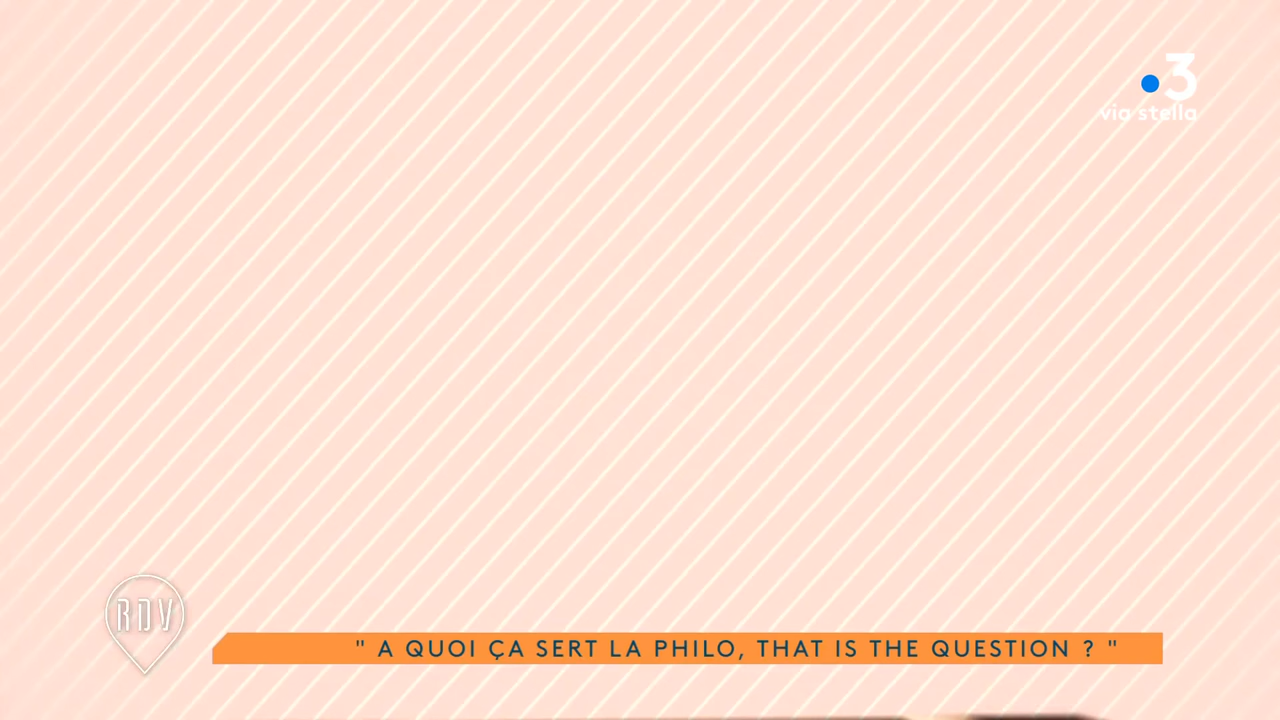 3
via stella
RDV
" A QUOI ÇA SERT LA PHILO, THAT IS THE QUESTION ? "